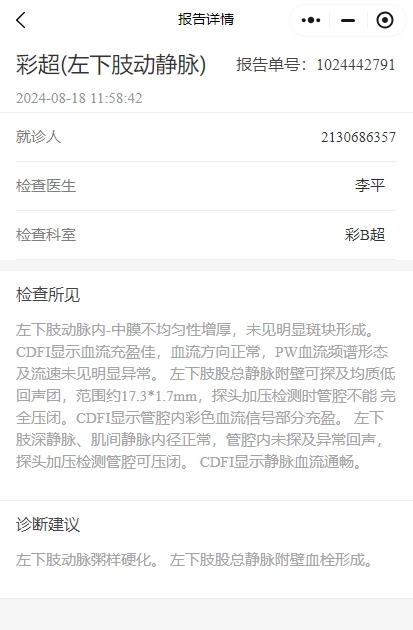 报告详情
彩超(左下肢动静脉)
报告单号：1024442791
2024-08-18 11:58:42
就诊人
2130686357
检查医生
李平
检查科室
彩B超
检查所见
左下肢动脉内-中膜不均匀性增厚，未见明显斑块形成。
CDFI显示血流充盈佳，血流方向正常，PW血流频谱形态
及流速未见明显异常。 左下肢股总静脉附壁可探及均质低
回声团，范围约17.3*1.7mm，探头加压检测时管腔不能 完
全压闭。CDFI显示管腔内彩色血流信号部分充盈。 左下
肢深静脉、肌间静脉内径正常，管腔内未探及异常回声，
探头加压检测管腔可压闭。 CDFI显示静脉血流通畅。
诊断建议
左下肢动脉粥样硬化。 左下肢股总静脉附壁血栓形成。